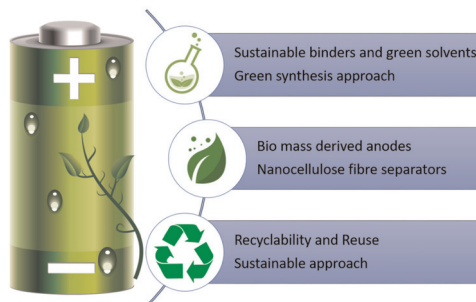 Sustainable binders and green solvents
Green synthesis approach
Bio mass derived anodes
Nanocellulose fibre separators
Recyclability and Reuse
Sustainable approach